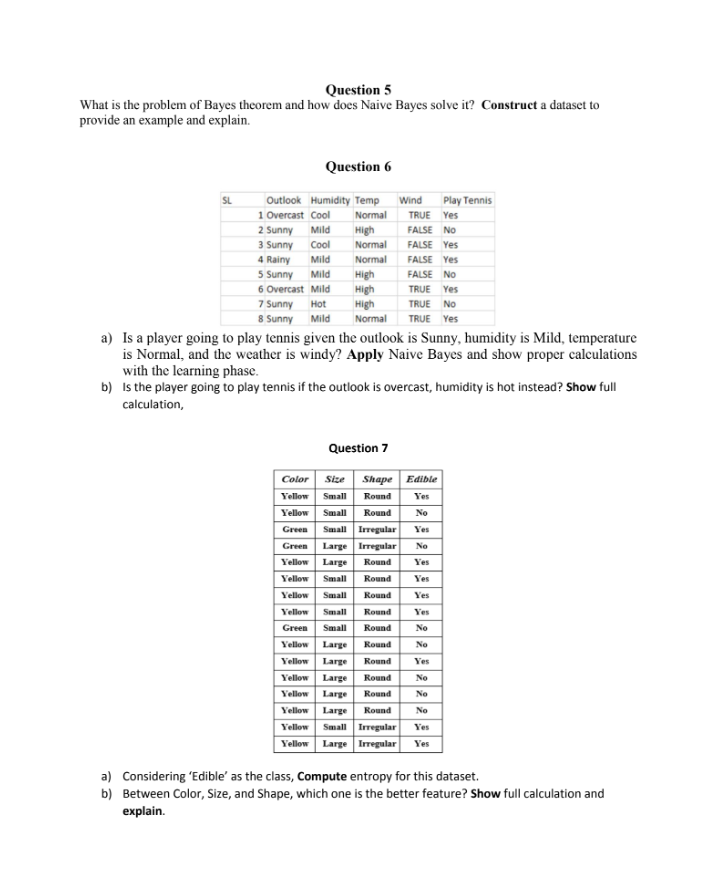 Question 5
What is the problem of Bayes theorem and how does Naive Bayes solve it? Construct a dataset to
provide an example and explain.
Question 6
SL Outlook Humidity Temp Wind Play Tennis
1 Overcast Cool Normal TRUE Yes
2 Sunny Mild High FALSE No
3 Sunny Cool Normal FALSE Yes
4 Rainy Mild Normal FALSE Yes
5 Sunny Mild High FALSE No
6 Overcast Mild High TRUE Yes
7 Sunny Hot High TRUE No
8 Sunny Mild Normal TRUE Yes
a) Is a player going to play tennis given the outlook is Sunny, humidity is Mild, temperature
is Normal, and the weather is windy? Apply Naive Bayes and show proper calculations
with the learning phase.
b) Is the player going to play tennis if the outlook is overcast, humidity is hot instead? Show full
calculation,
Question 7
Color Size Shape Edible
Yellow Small Round Yes
Yellow Small Round No
Green Small Irregular Yes
Green Large Irregular No
Yellow Large Round Yes
Yellow Small Round Yes
Yellow Small Round Yes
Yellow Small Round Yes
Green Small Round No
Yellow Large Round No
Yellow Large Round Yes
Yellow Large Round No
Yellow Large Round No
Yellow Large Round No
Yellow Small Irregular Yes
Yellow Large Irregular Yes
a) Considering ‘Edible’ as the class, Compute entropy for this dataset.
b) Between Color, Size, and Shape, which one is the better feature? Show full calculation and
explain.